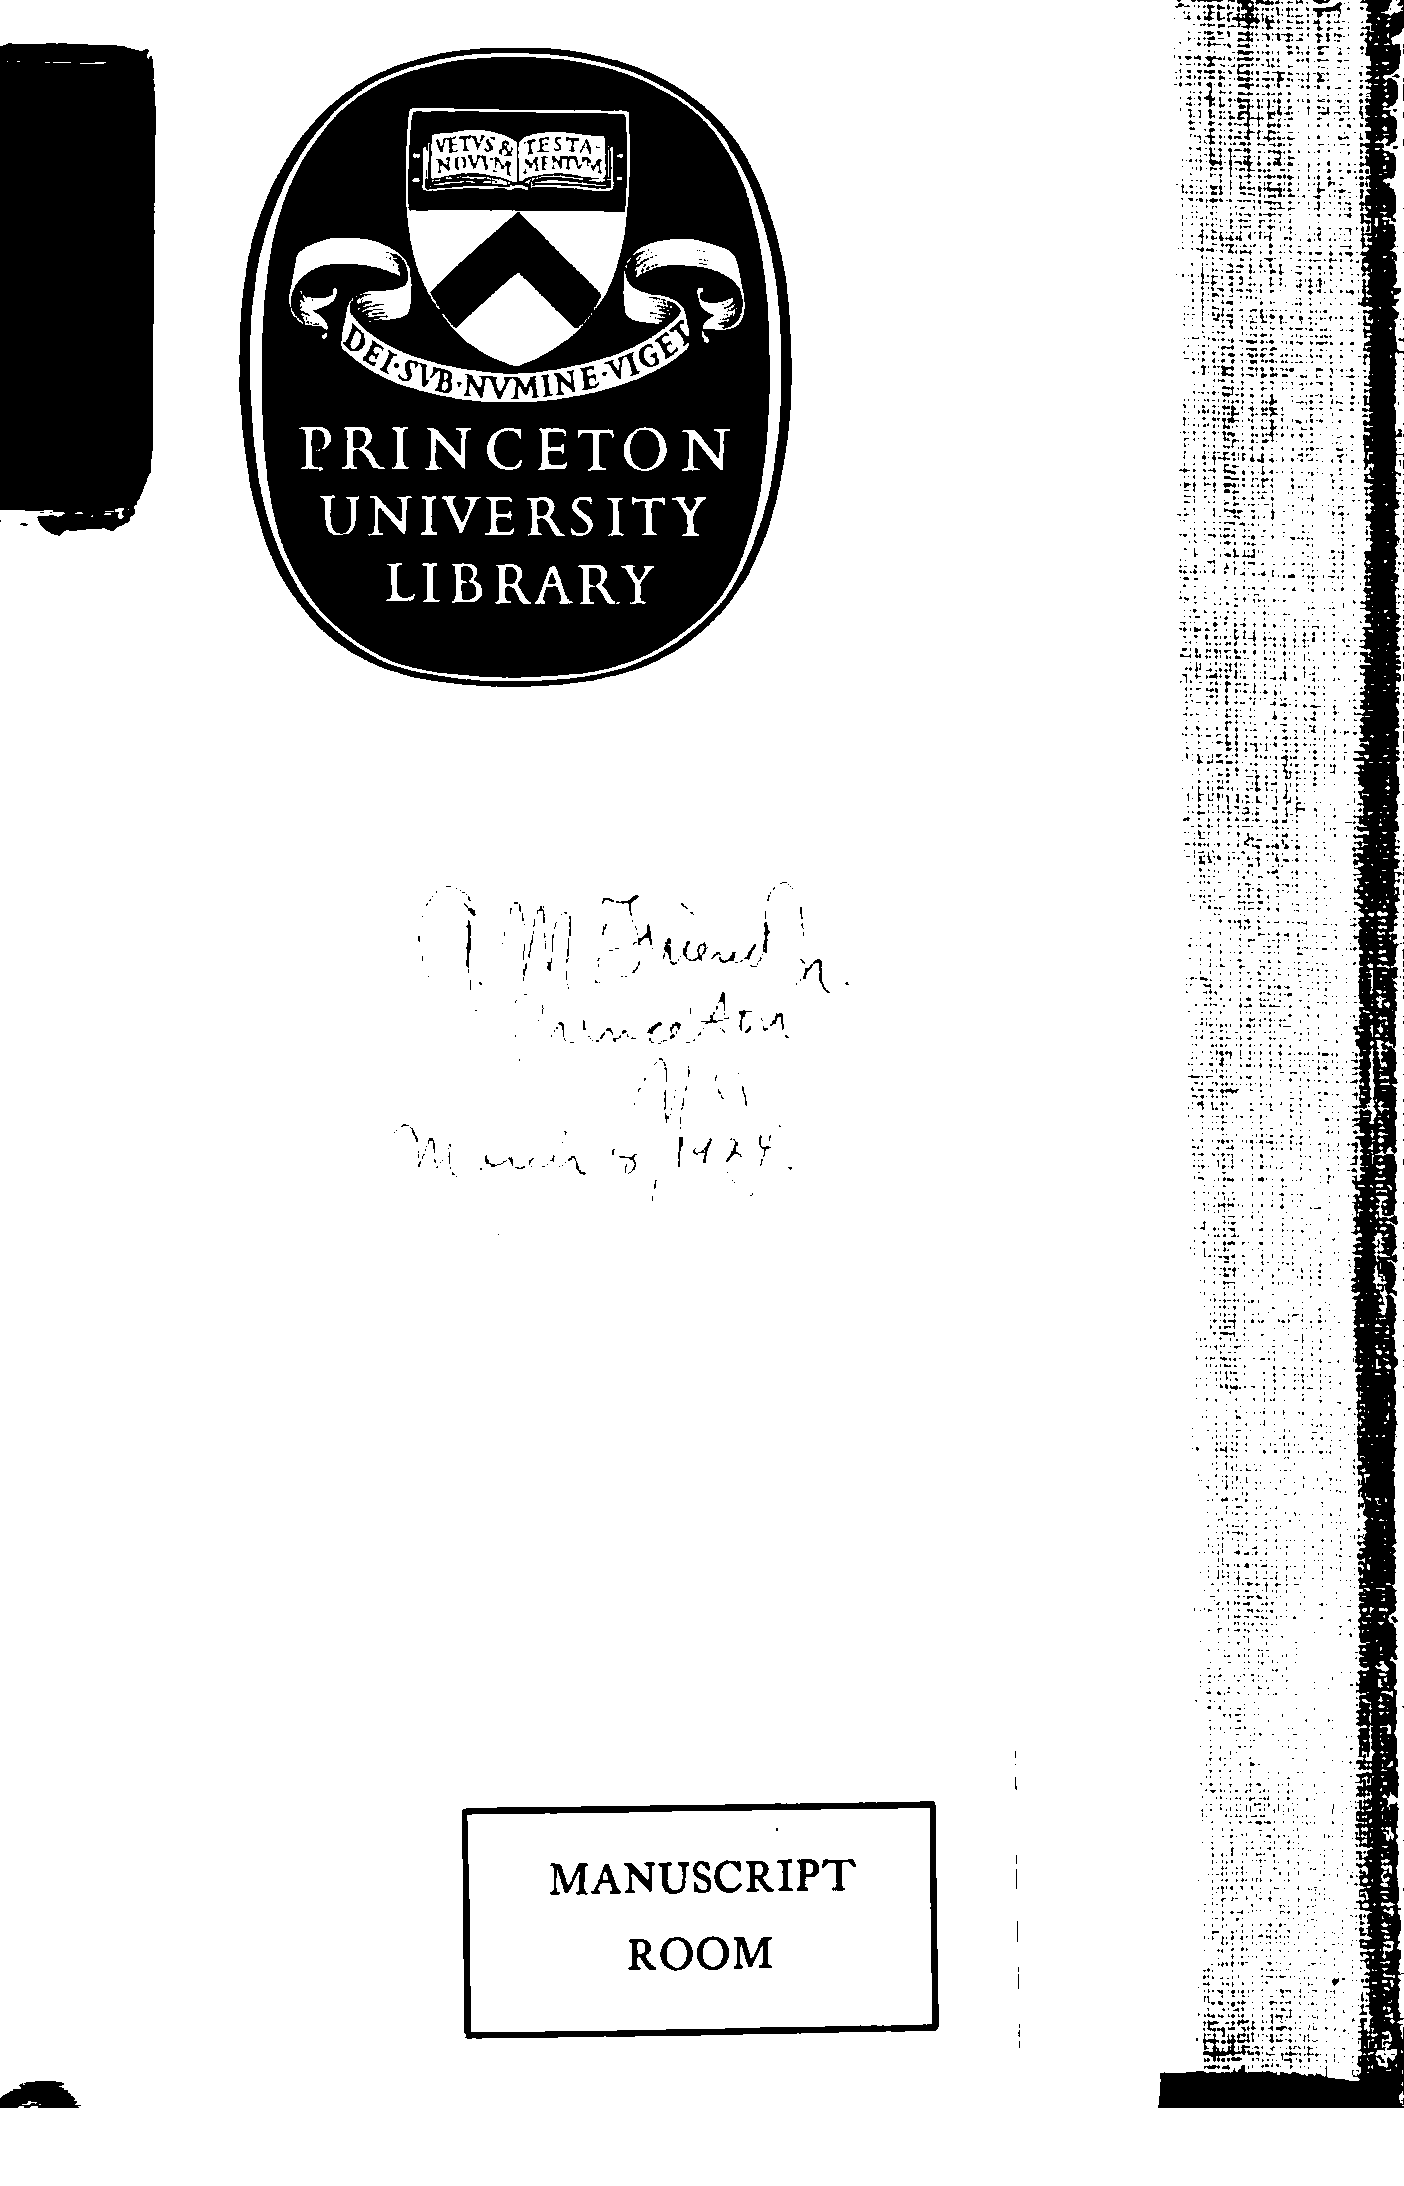 VETVS & TESTA-
NOVVM MENTVM
DEI·SVB·NVMINE·VIGET
PRINCETON
UNIVERSITY
LIBRARY
A. M. Friend Jr.
Princeton
March 8, 1924.
MANUSCRIPT
ROOM